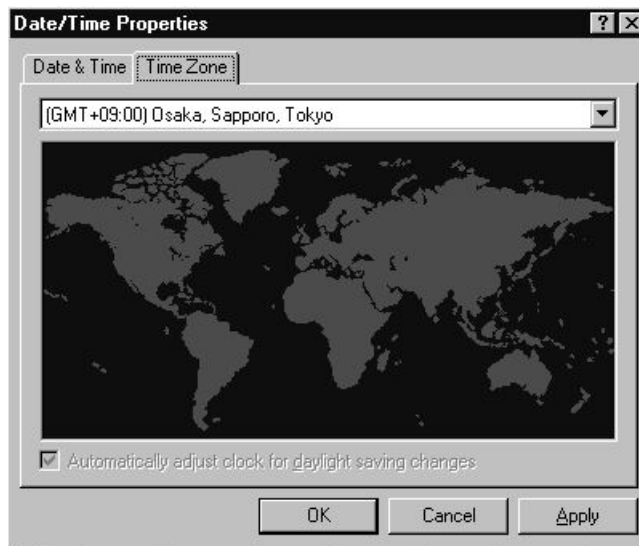 Date/Time Properties
Date & Time
Time Zone
(GMT+09:00) Osaka, Sapporo, Tokyo
Automatically adjust clock for daylight saving changes
OK
Cancel
Apply